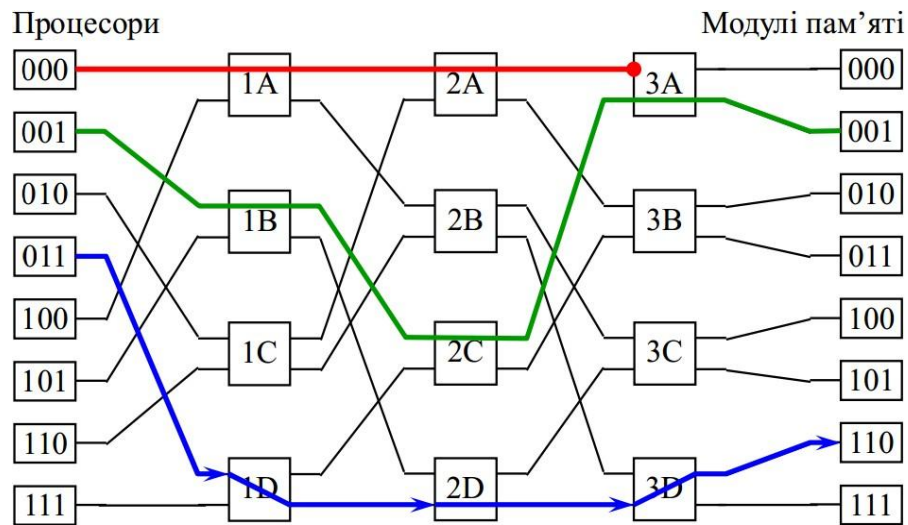 Процесори Модулі пам’яті
000 1A 2A 3A 000
001 001
010 1B 2B 3B 010
011 011
100 1C 2C 3C 100
101 101
110 1D 2D 3D 110
111 111